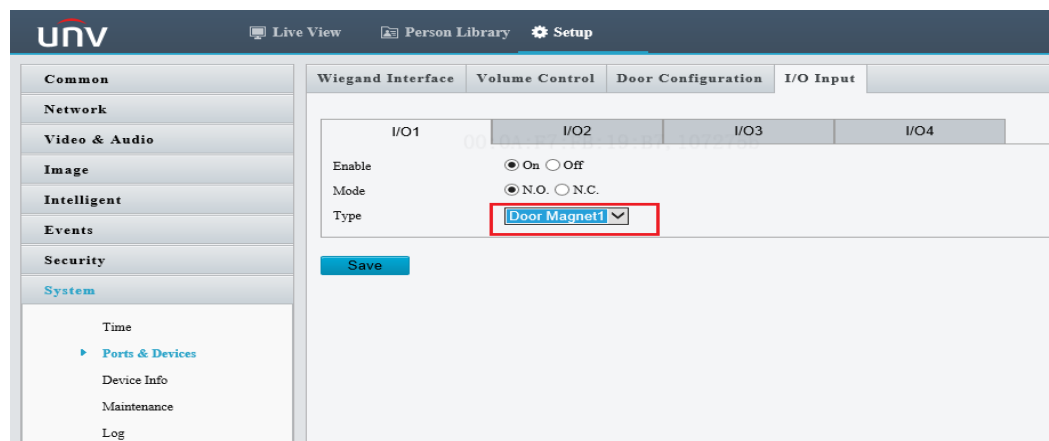 unv Live View Person Library Setup
Common
Network
Video & Audio
Image
Intelligent
Events
Security
System
Time
Ports & Devices
Device Info
Maintenance
Log
Wiegand Interface Volume Control Door Configuration I/O Input
I/O1 I/O2 I/O3 I/O4
Enable On Off
Mode N.O. N.C.
Type Door Magnet1
Save